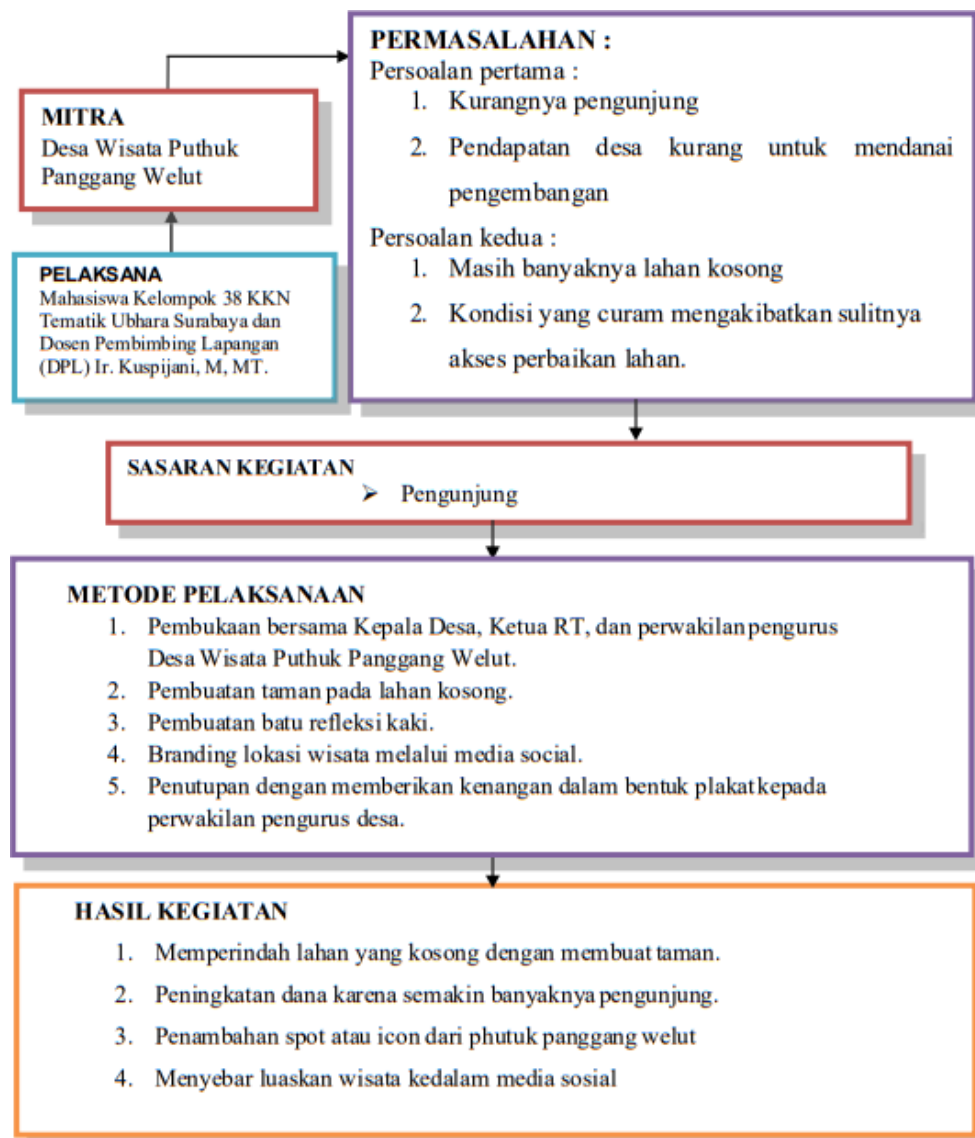 PERMASALAHAN :
Persoalan pertama :
1. Kurangnya pengunjung
2. Pendapatan desa kurang untuk mendanai
pengembangan
Persoalan kedua :
1. Masih banyaknya lahan kosong
2. Kondisi yang curam mengakibatkan sulitnya
akses perbaikan lahan.
MITRA
Desa Wisata Puthuk
Panggang Welut
PELAKSANA
Mahasiswa Kelompok 38 KKN
Tematik Ubhara Surabaya dan
Dosen Pembimbing Lapangan
(DPL) Ir. Kuspijani, M, MT.
SASARAN KEGIATAN
➢ Pengunjung
METODE PELAKSANAAN
1. Pembukaan bersama Kepala Desa, Ketua RT, dan perwakilan pengurus
Desa Wisata Puthuk Panggang Welut.
2. Pembuatan taman pada lahan kosong.
3. Pembuatan batu refleksi kaki.
4. Branding lokasi wisata melalui media social.
5. Penutupan dengan memberikan kenangan dalam bentuk plakat kepada
perwakilan pengurus desa.
HASIL KEGIATAN
1. Memperindah lahan yang kosong dengan membuat taman.
2. Peningkatan dana karena semakin banyaknya pengunjung.
3. Penambahan spot atau icon dari phutuk panggang welut
4. Menyebar luaskan wisata kedalam media sosial